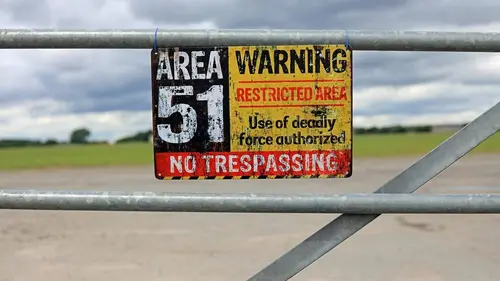 AREA
51
WARNING
RESTRICTED AREA
Use of deadly
force authorized
NO TRESPASSING